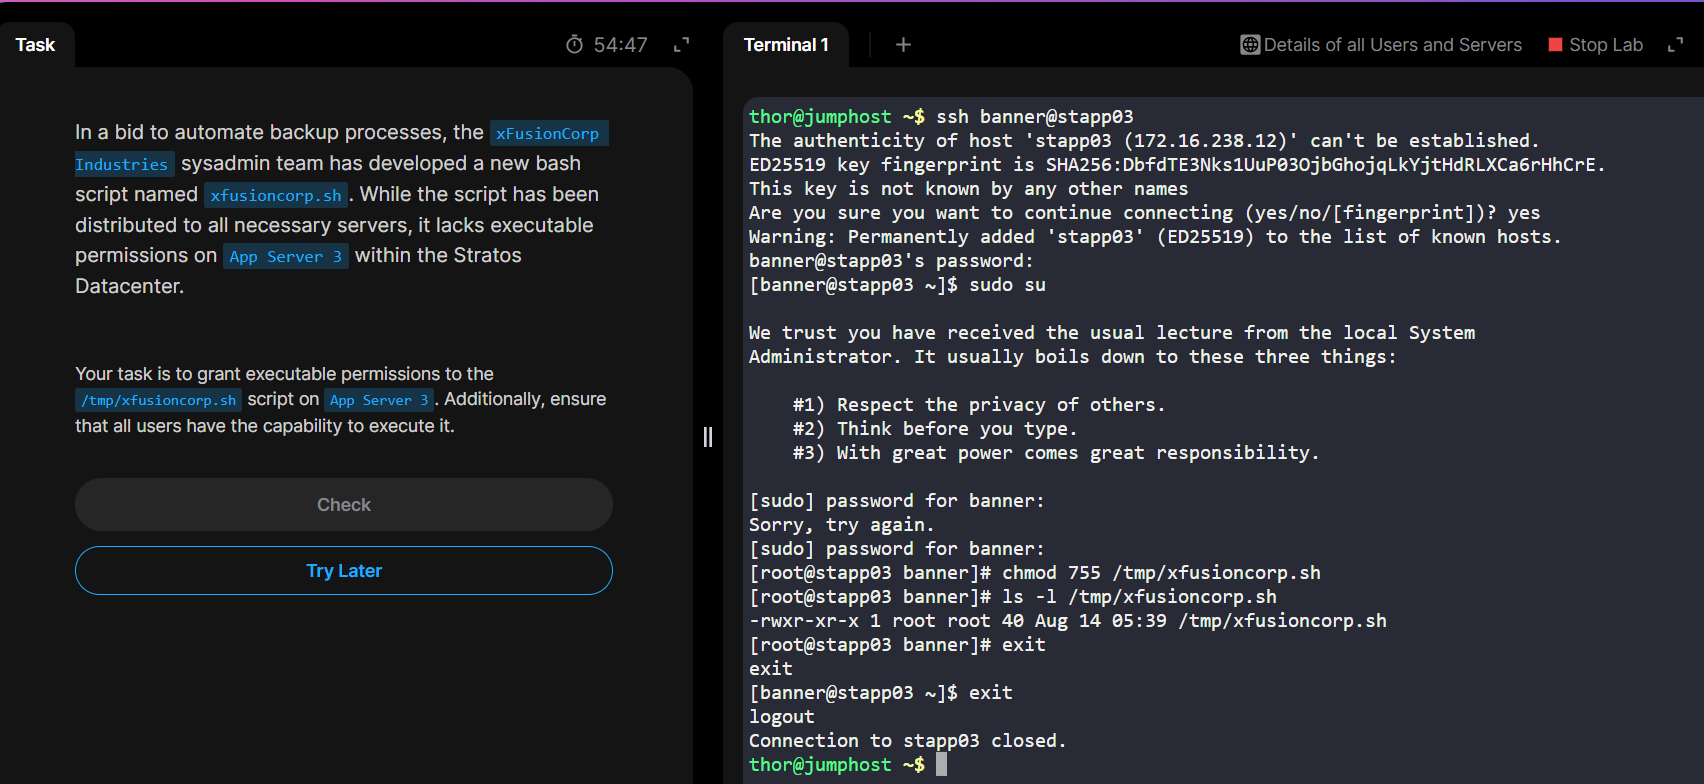 Task
54:47
In a bid to automate backup processes, the xFusionCorp
Industries sysadmin team has developed a new bash
script named xfusioncorp.sh. While the script has been
distributed to all necessary servers, it lacks executable
permissions on App Server 3 within the Stratos
Datacenter.
Your task is to grant executable permissions to the
/tmp/xfusioncorp.sh script on App Server 3. Additionally, ensure
that all users have the capability to execute it.
Check
Try Later
Terminal 1
+
Details of all Users and Servers
Stop Lab
thor@jumphost ~$ ssh banner@stapp03
The authenticity of host 'stapp03 (172.16.238.12)' can't be established.
ED25519 key fingerprint is SHA256:DbfdTE3Nks1UuP03OjbGhojqLkYjtHdRLXCa6rHhCrE.
This key is not known by any other names
Are you sure you want to continue connecting (yes/no/[fingerprint])? yes
Warning: Permanently added 'stapp03' (ED25519) to the list of known hosts.
banner@stapp03's password:
[banner@stapp03 ~]$ sudo su
We trust you have received the usual lecture from the local System
Administrator. It usually boils down to these three things:
#1) Respect the privacy of others.
#2) Think before you type.
#3) With great power comes great responsibility.
[sudo] password for banner:
Sorry, try again.
[sudo] password for banner:
[root@stapp03 banner]# chmod 755 /tmp/xfusioncorp.sh
[root@stapp03 banner]# ls -l /tmp/xfusioncorp.sh
-rwxr-xr-x 1 root root 40 Aug 14 05:39 /tmp/xfusioncorp.sh
[root@stapp03 banner]# exit
exit
[banner@stapp03 ~]$ exit
logout
Connection to stapp03 closed.
thor@jumphost ~$